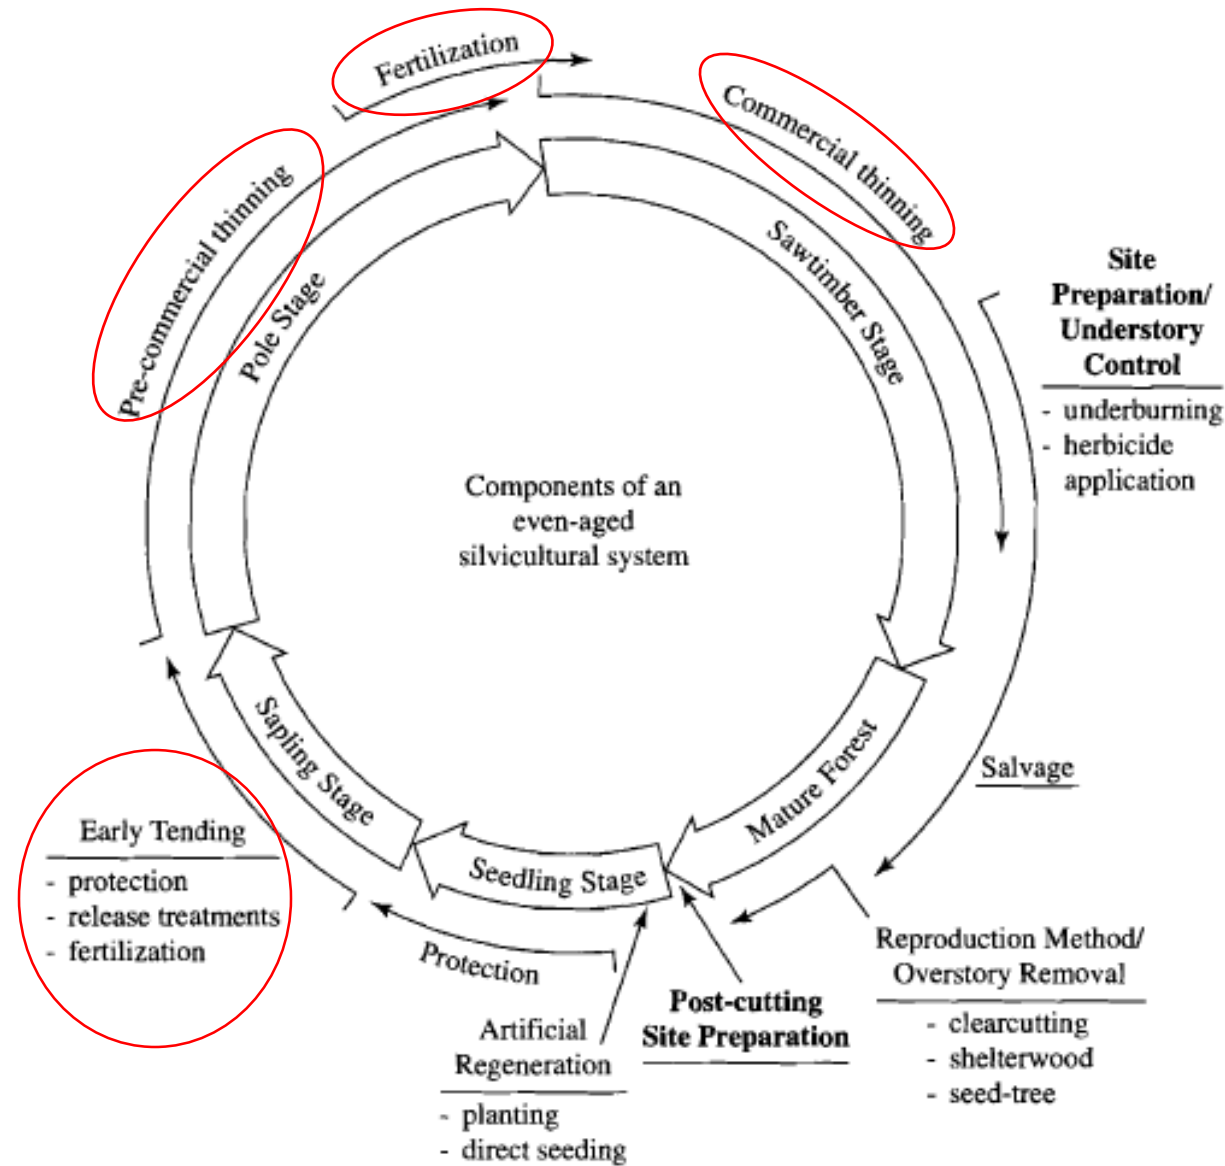 Fertilization
Commercial thinning
Pre-commercial thinning
Pole Stage
Sawtimber Stage
Site
Preparation/
Understory
Control
- underburning
- herbicide
application
Components of an
even-aged
silvicultural system
Sapling Stage
Mature Forest
Salvage
Early Tending
- protection
- release treatments
- fertilization
Seedling Stage
Protection
Reproduction Method/
Overstory Removal
- clearcutting
- shelterwood
- seed-tree
Post-cutting
Site Preparation
Artificial
Regeneration
- planting
- direct seeding